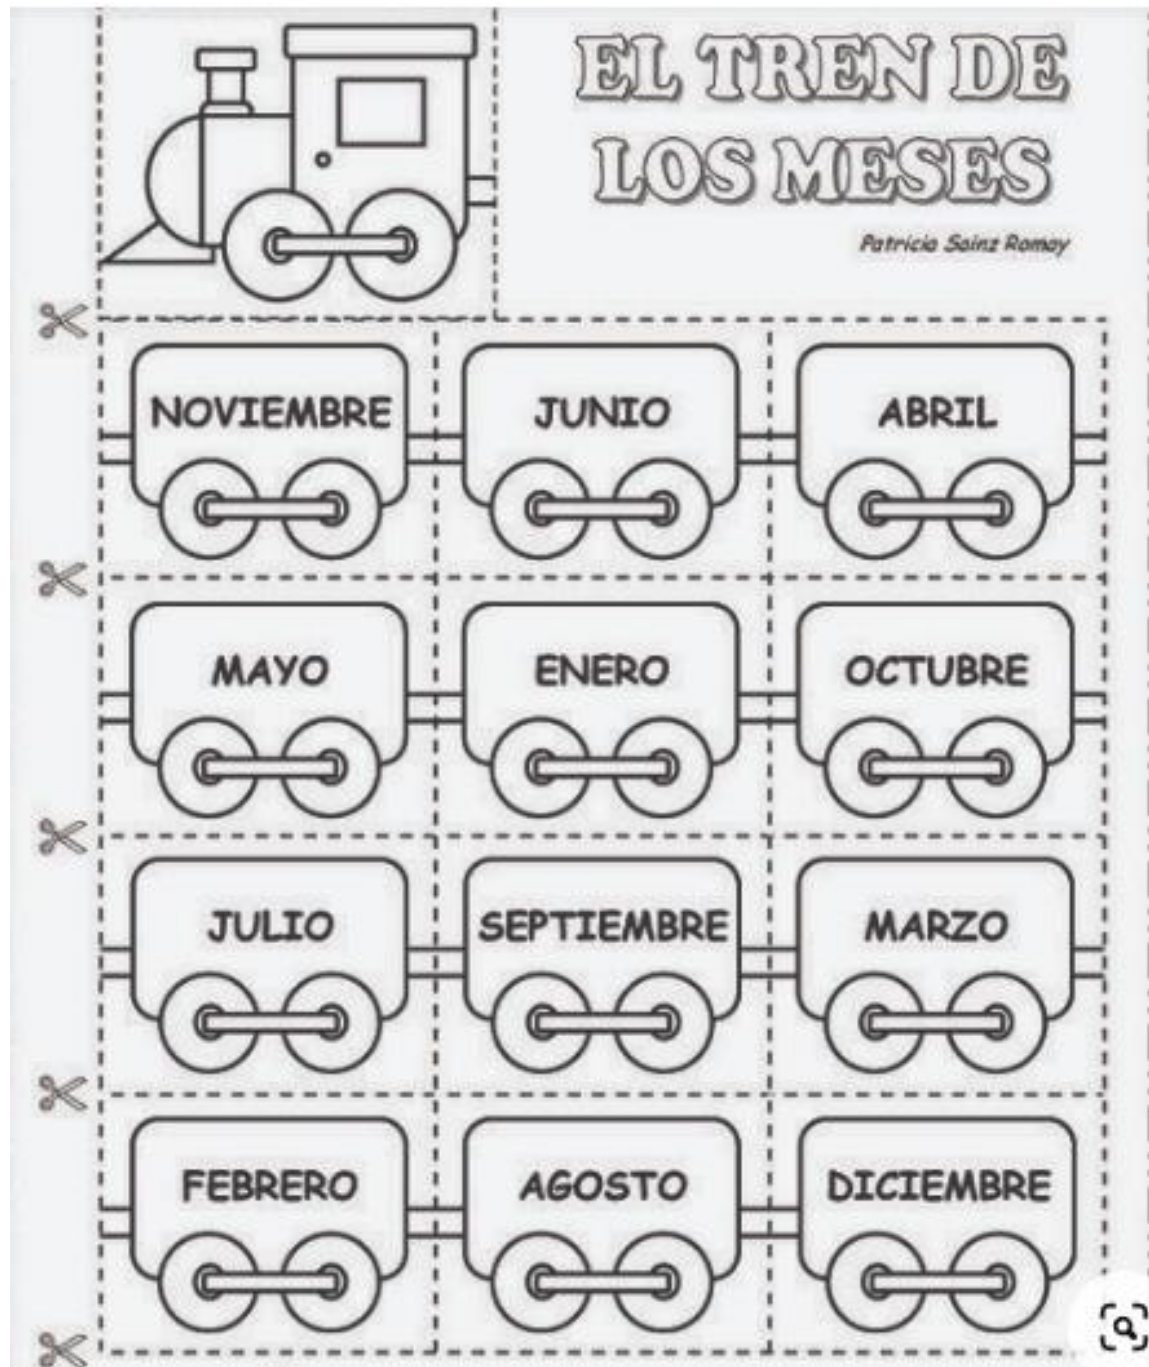 EL TREN DE
LOS MESES
Patricia Sainz Romay
NOVIEMBRE
JUNIO
ABRIL
MAYO
ENERO
OCTUBRE
JULIO
SEPTIEMBRE
MARZO
FEBRERO
AGOSTO
DICIEMBRE